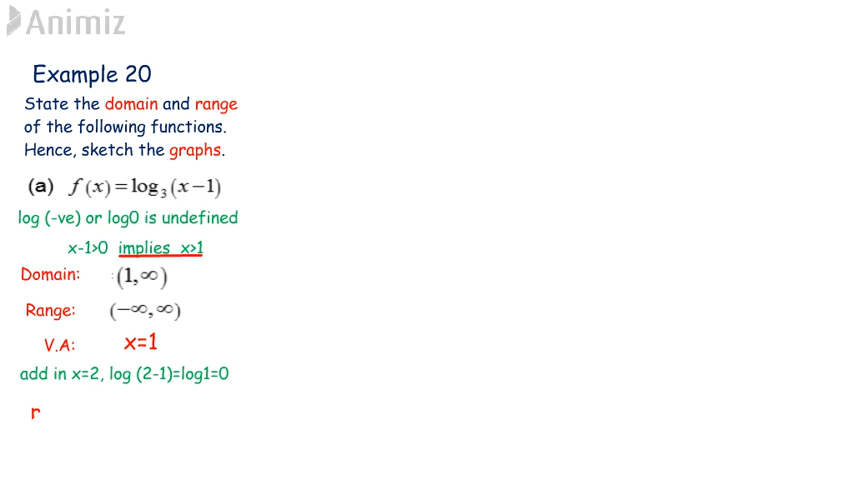 Animiz
Example 20
State the domain and range
of the following functions.
Hence, sketch the graphs.
(a) f(x)=log₃(x−1)
log (-ve) or log0 is undefined
x-1>0 implies x>1
Domain: (1,∞)
Range: (−∞,∞)
V.A: x=1
add in x=2, log (2-1)=log1=0
r